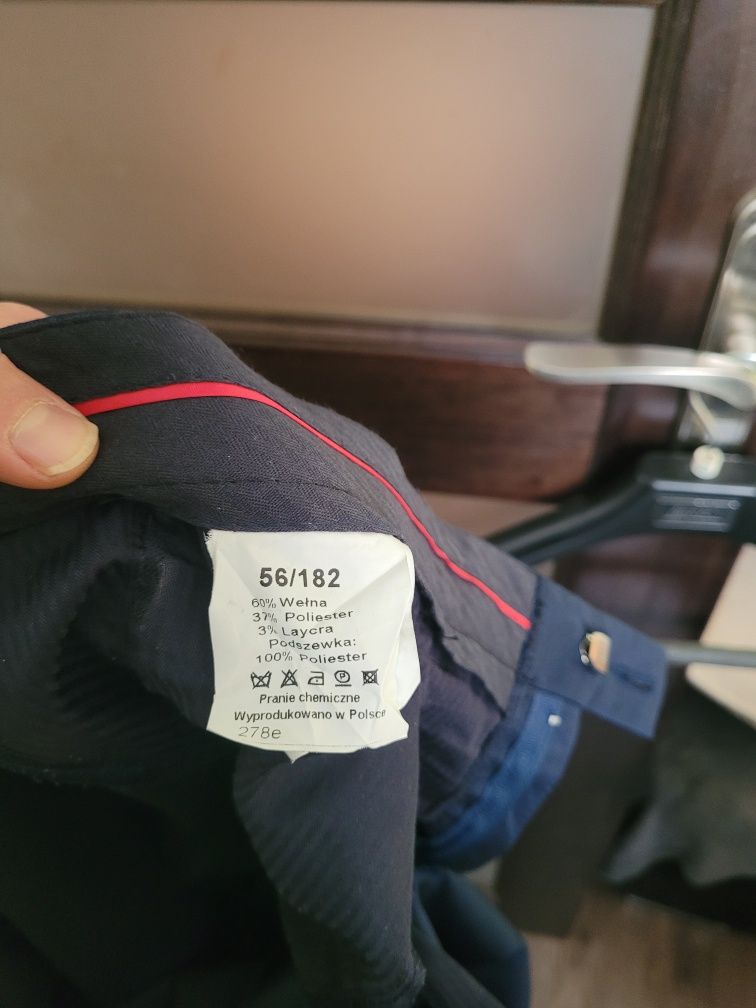 56/182
60% Wełna
37% Poliester
3% Laycra
Podszewka:
100% Poliester
P
Pranie chemiczne
Wyprodukowano w Polsce
278e